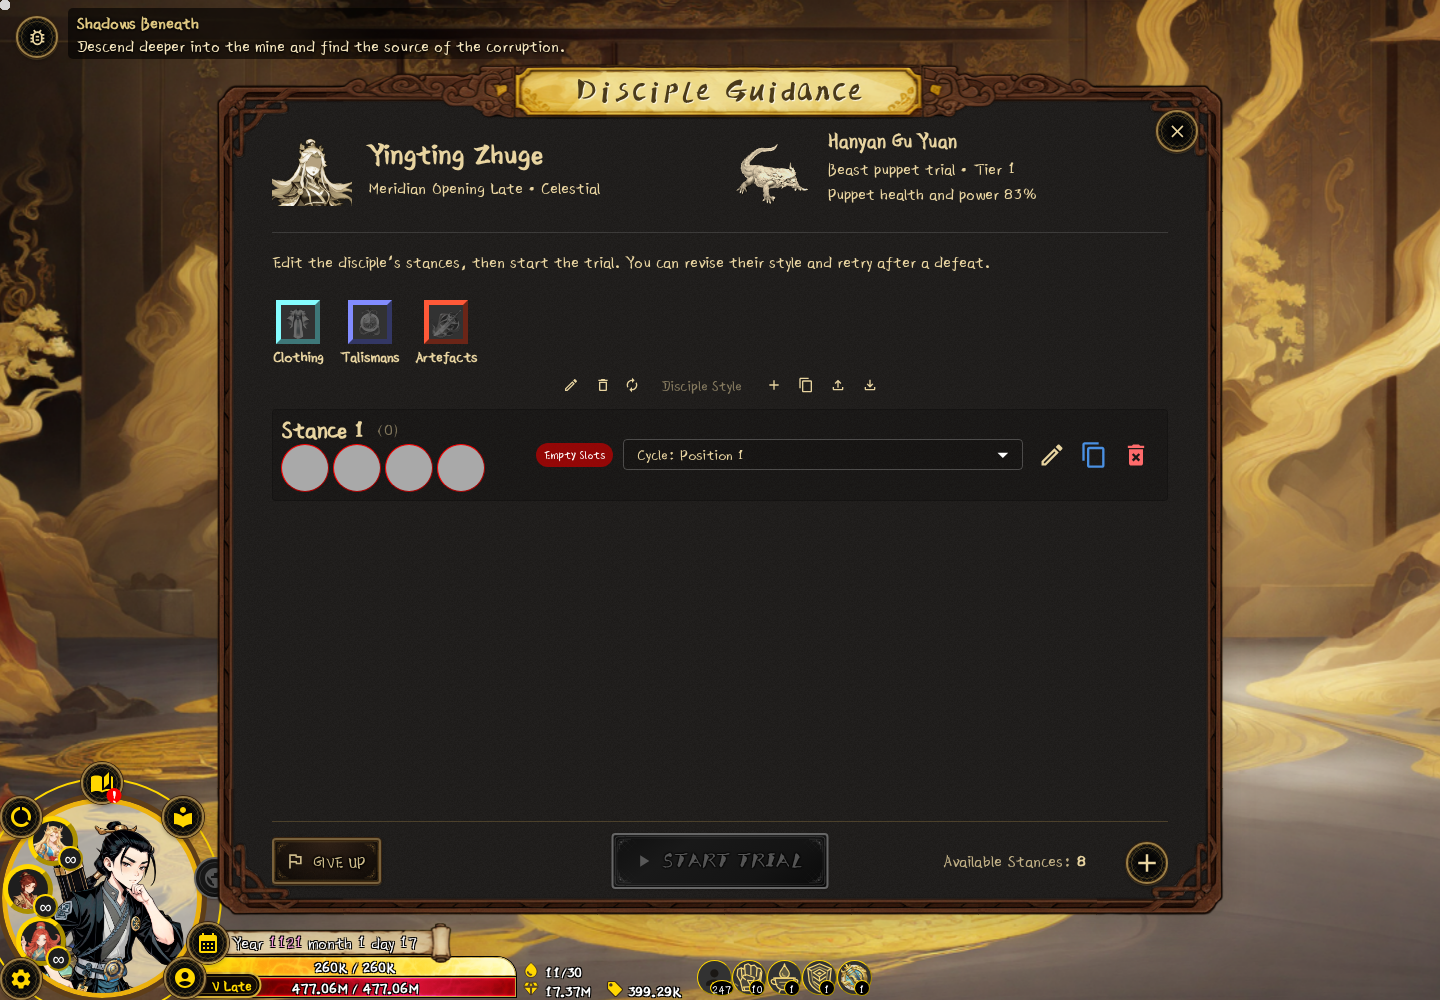 Shadows Beneath
Descend deeper into the mine and find the source of the corruption.
Disciple Guidance
Yingting Zhuge
Meridian Opening Late • Celestial
Hanyan Gu Yuan
Beast puppet trial • Tier 1
Puppet health and power 83%
Edit the disciple's stances, then start the trial. You can revise their style and retry after a defeat.
Clothing
Talismans
Artefacts
Disciple Style
Stance 1 (0)
Empty Slots
Cycle: Position 1
GIVE UP
START TRIAL
Available Stances: 8
Year 1121 month 1 day 17
260K / 260K
V Late
477.06M / 477.06M
11/30
17.37M
399.29K
247
10
1
1
1